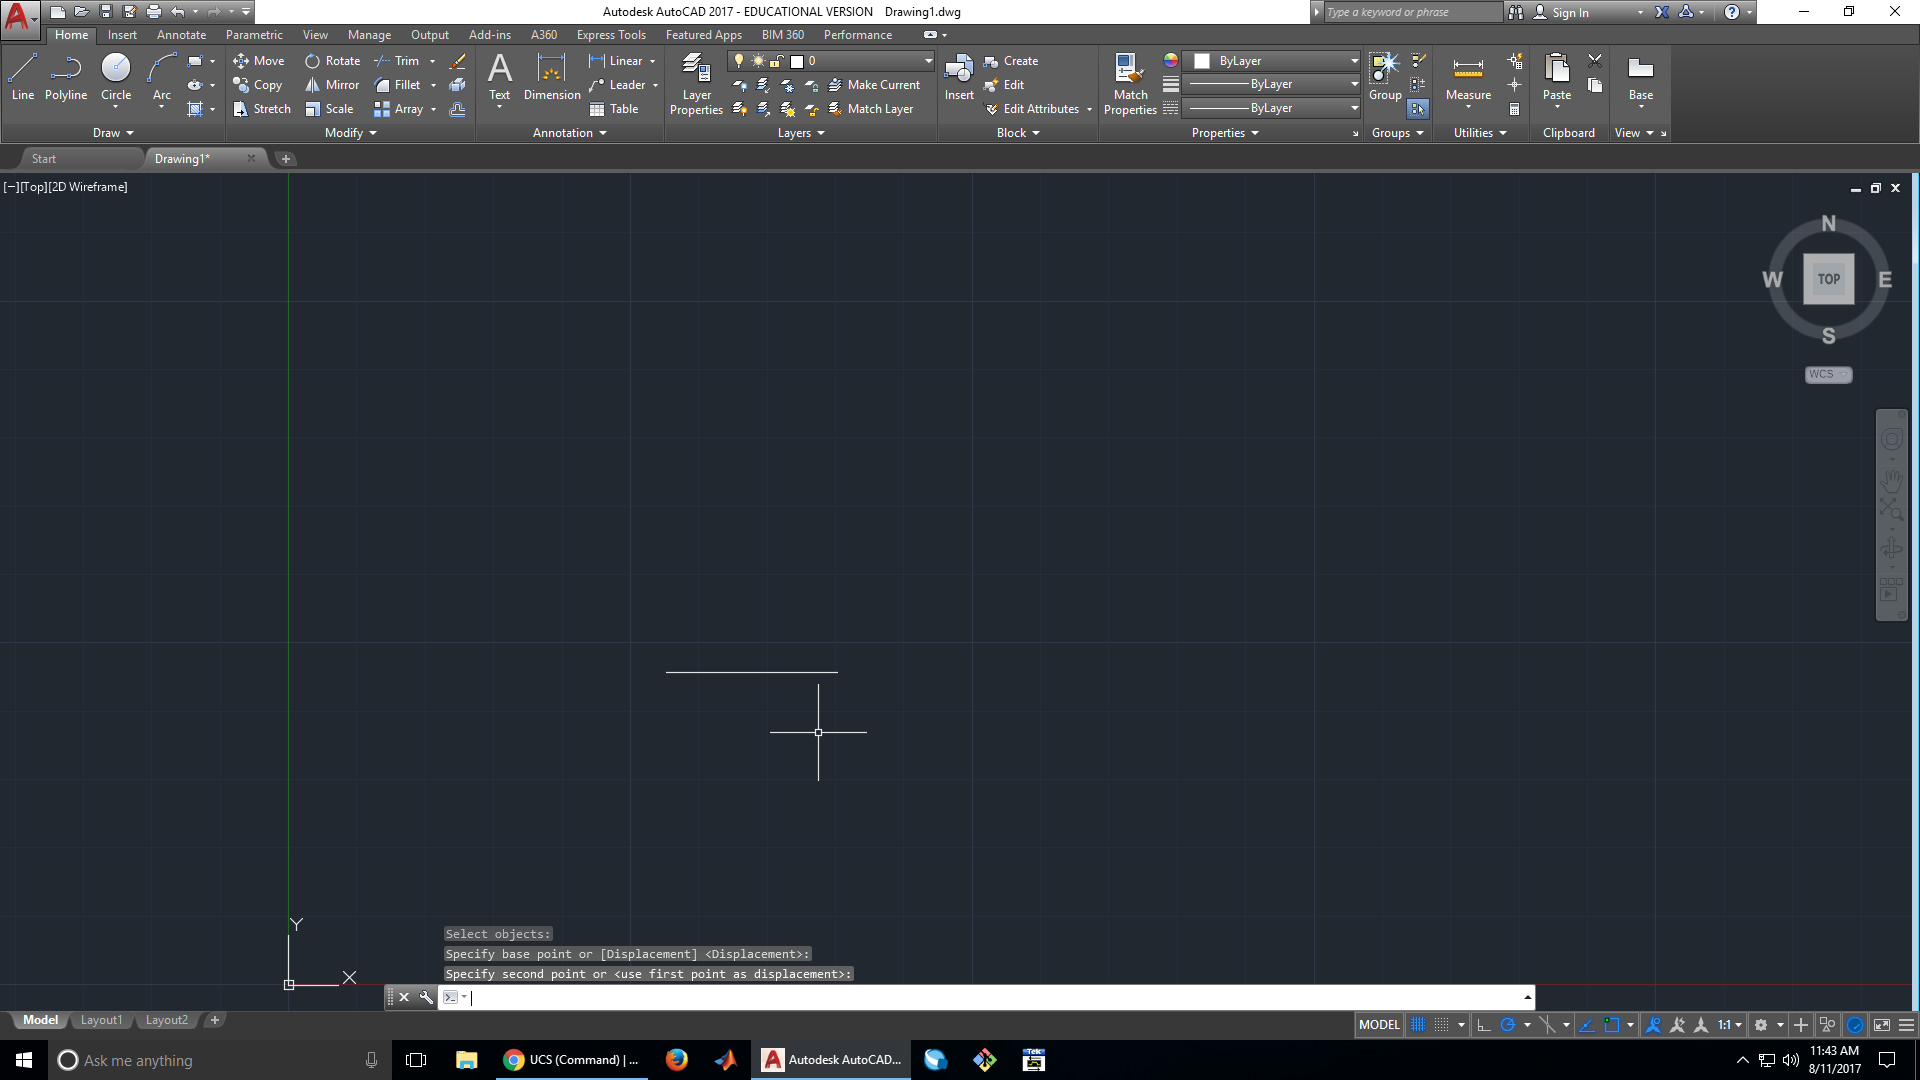 Autodesk AutoCAD 2017 - EDUCATIONAL VERSION Drawing1.dwg
Type a keyword or phrase
Sign In
Home Insert Annotate Parametric View Manage Output Add-ins A360 Express Tools Featured Apps BIM 360 Performance
Line
Polyline
Circle
Arc
Draw
Move Rotate Trim
Copy Mirror Fillet
Stretch Scale Array
Modify
Text
Dimension
Linear
Leader
Table
Annotation
Layer
Properties
0
Make Current
Match Layer
Layers
Insert
Create
Edit
Edit Attributes
Block
Match
Properties
ByLayer
ByLayer
ByLayer
Properties
Group
Groups
Measure
Utilities
Paste
Clipboard
Base
View
Start
Drawing1*
[−][Top][2D Wireframe]
N
W TOP E
S
WCS
Y
X
Select objects:
Specify base point or [Displacement] <Displacement>:
Specify second point or <use first point as displacement>:
Model Layout1 Layout2
MODEL
1:1
Ask me anything
UCS (Command) | ...
Autodesk AutoCAD...
Tek
11:43 AM
8/11/2017